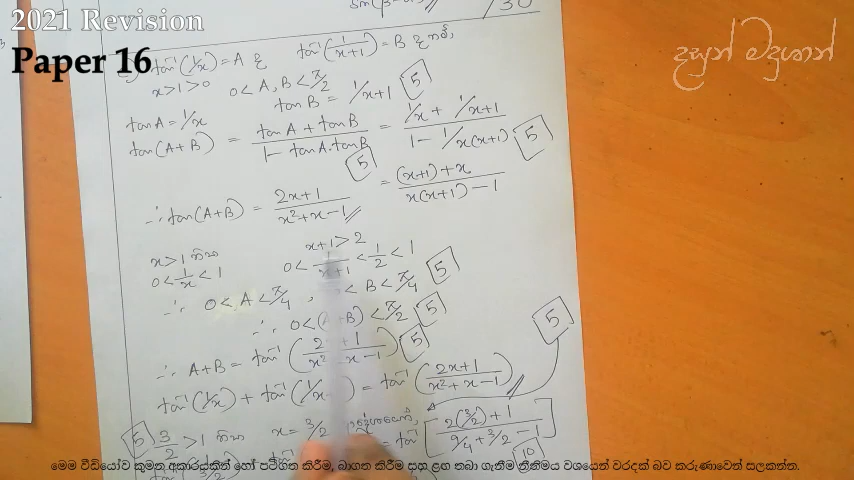 2021 Revision
Paper 16
දසුන් මදුශාන්
/30
tan⁻¹(1/x) = A ද tan⁻¹(1/(x+1)) = B ද නම්,
x > 1 > 0 0 < A, B < π/2
tan A = 1/x tan B = 1/x+1 [5]
tan(A+B) = (tan A + tan B)/(1 - tan A . tan B) = (1/x + 1/x+1)/(1 - 1/x(x+1)) [5]
[5]
∴ tan(A+B) = (2x+1)/(x²+x-1) = ((x+1)+x)/(x(x+1)-1)
x > 1 නිසා x+1 > 2
0 < 1/x < 1 0 < 1/(x+1) < 1/2 < 1
∴ 0 < A < π/4 , < B < π/4 [5]
∴ 0 < (A+B) < π/2 [5]
∴ A+B = tan⁻¹((2x+1)/(x²+x-1)) [5] [5]
tan⁻¹(1/x) + tan⁻¹(1/x = tan⁻¹((2x+1)/(x²+x-1))
[5] 3/2 > 1 නිසා x = 3/2 = tan⁻¹[(2(3/2)+1)/(9/4+3/2-1)]
[10]
මෙම වීඩියෝව කුමන අකාරයකින් හෝ පටිගත කිරීම, බාගත කිරීම සහ ළඟ තබා ගැනීම නීතිමය වශයෙන් වරදක් බව කරුණාවෙන් සලකන්න.